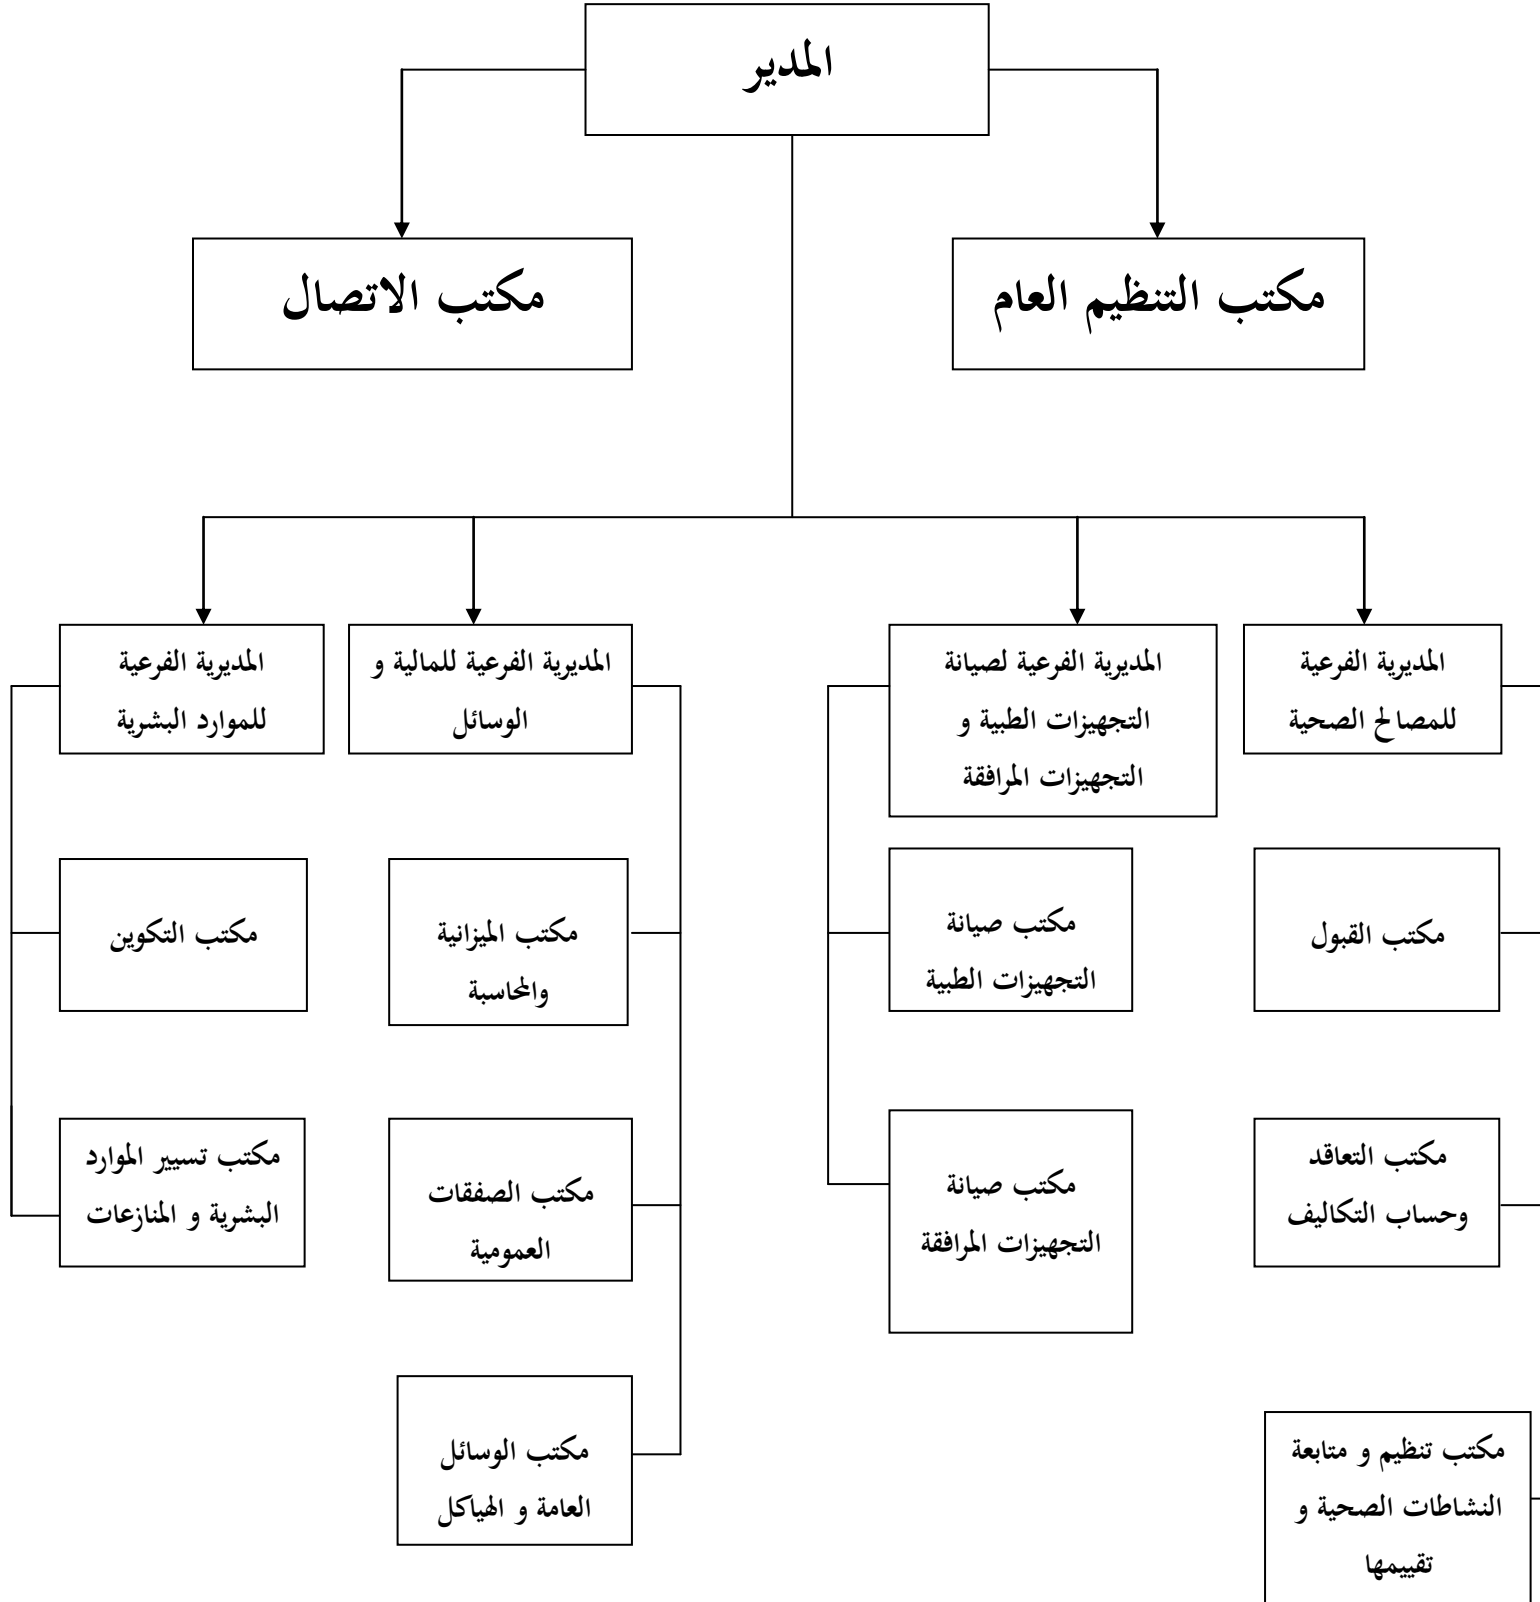 المدير
مكتب التنظيم العام
مكتب الاتصال
المديرية الفرعية
للمصالح الصحية
المديرية الفرعية لصيانة
التجهيزات الطبية و
التجهيزات المرافقة
المديرية الفرعية للمالية و
الوسائل
المديرية الفرعية
للموارد البشرية
مكتب القبول
مكتب صيانة
التجهيزات الطبية
مكتب الميزانية
والمحاسبة
مكتب التكوين
مكتب التعاقد
وحساب التكاليف
مكتب صيانة
التجهيزات المرافقة
مكتب الصفقات
العمومية
مكتب تسيير الموارد
البشرية و المنازعات
مكتب تنظيم و متابعة
النشاطات الصحية و
تقييمها
مكتب الوسائل
العامة و الهياكل